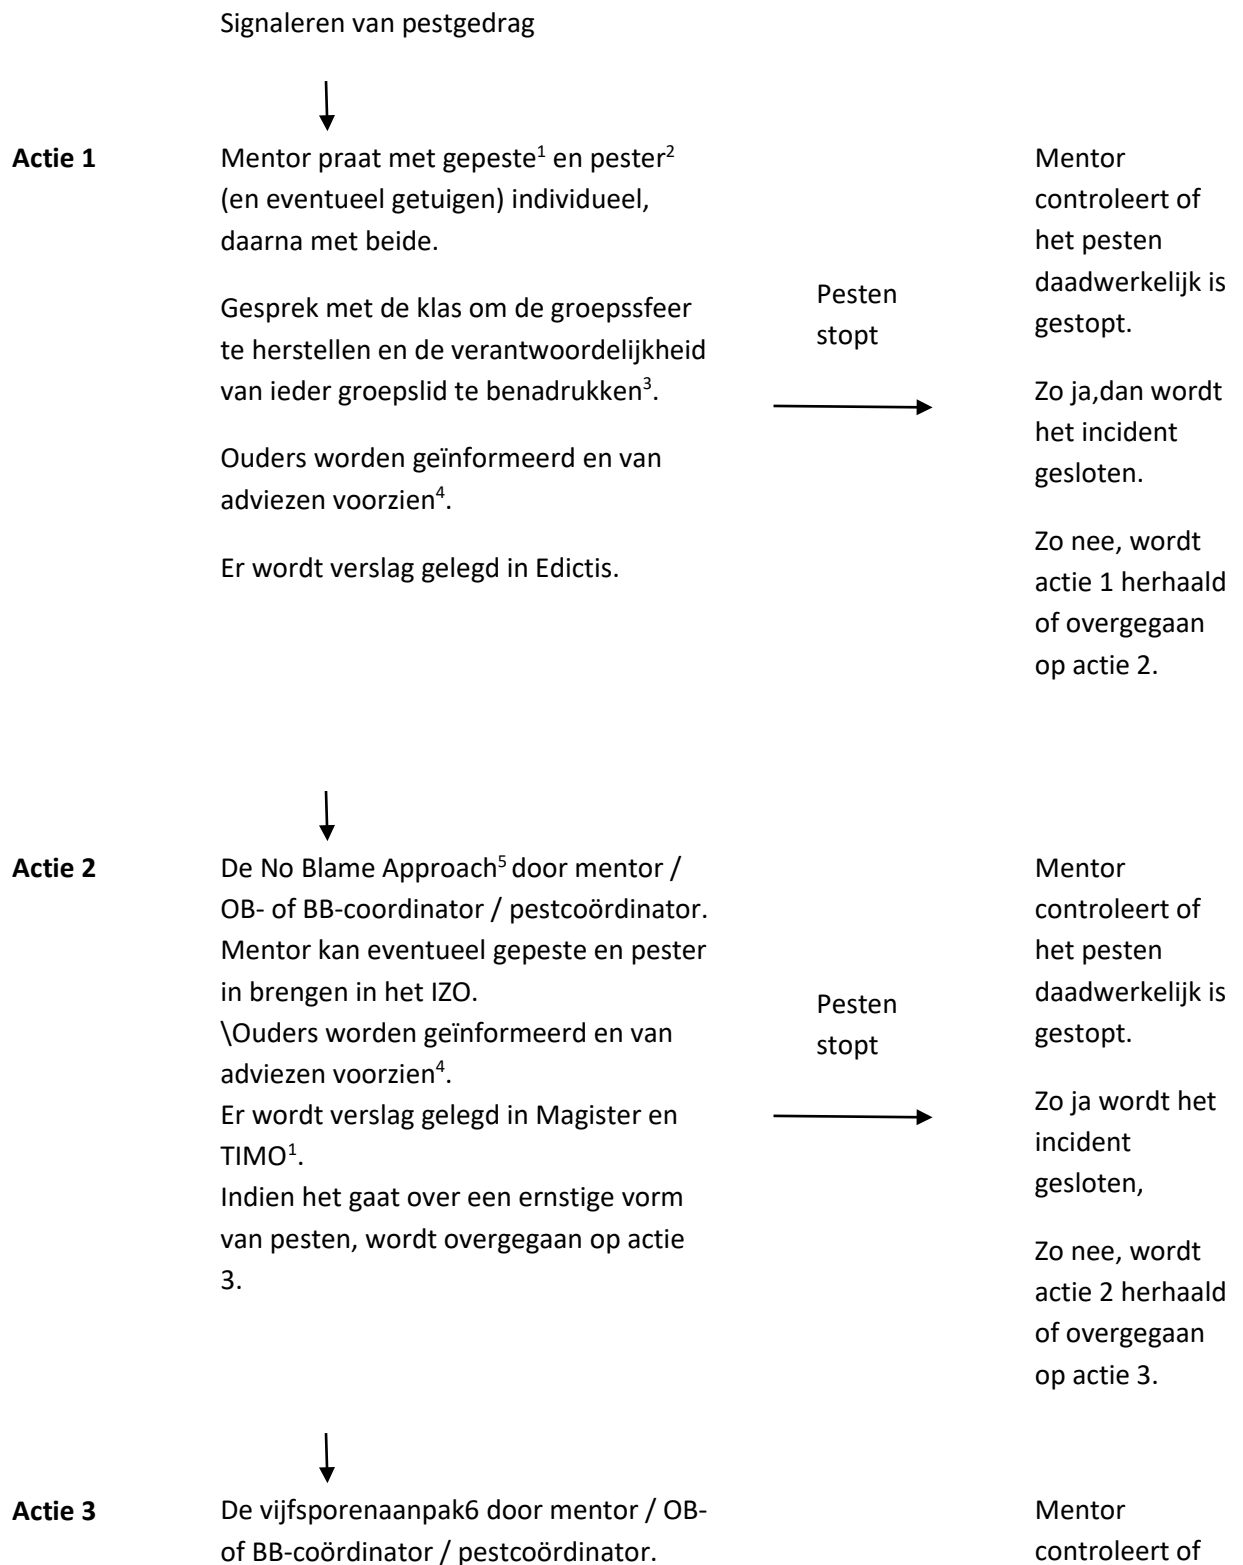 Signaleren van pestgedrag
Actie 1
Mentor praat met gepeste¹ en pester²
(en eventueel getuigen) individueel,
daarna met beide.
Gesprek met de klas om de groepssfeer
te herstellen en de verantwoordelijkheid
van ieder groepslid te benadrukken³.
Ouders worden geïnformeerd en van
adviezen voorzien⁴.
Er wordt verslag gelegd in Edictis.
Pesten
stopt
Mentor
controleert of
het pesten
daadwerkelijk is
gestopt.
Zo ja,dan wordt
het incident
gesloten.
Zo nee, wordt
actie 1 herhaald
of overgegaan
op actie 2.
Actie 2
De No Blame Approach⁵ door mentor /
OB- of BB-coordinator / pestcoördinator.
Mentor kan eventueel gepeste en pester
in brengen in het IZO.
\Ouders worden geïnformeerd en van
adviezen voorzien⁴.
Er wordt verslag gelegd in Magister en
TIMO¹.
Indien het gaat over een ernstige vorm
van pesten, wordt overgegaan op actie
3.
Pesten
stopt
Mentor
controleert of
het pesten
daadwerkelijk is
gestopt.
Zo ja wordt het
incident
gesloten,
Zo nee, wordt
actie 2 herhaald
of overgegaan
op actie 3.
Actie 3
De vijfsporenaanpak6 door mentor / OB-
of BB-coördinator / pestcoördinator.
Mentor
controleert of